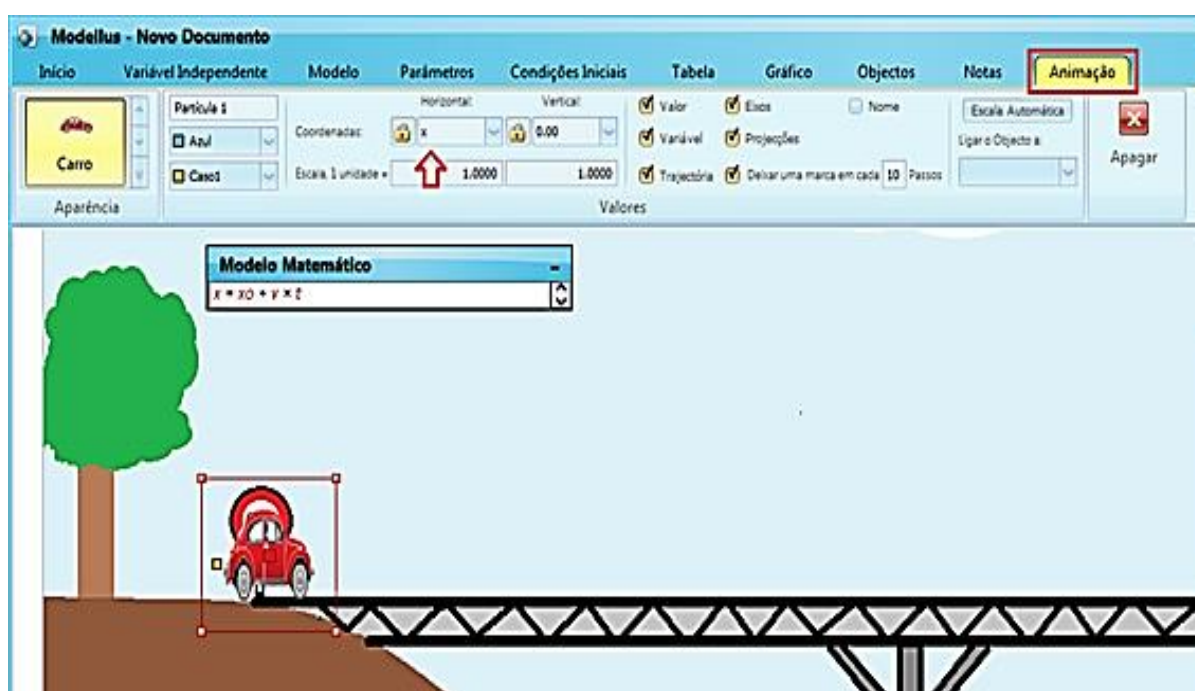 Modellus - Novo Documento
Início Variável Independente Modelo Parâmetros Condições Iniciais Tabela Gráfico Objectos Notas Animação
Carro
Aparência
Partícula 1
Azul
Caso1
Horizontal: Vertical:
Coordenadas: x 0.00
Escala, 1 unidade = 1.0000 1.0000
Valor Eixos Nome
Variável Projecções
Trajectória Deixar uma marca em cada 10 Passos
Valores
Escala Automática
Ligar o Objecto a:
Apagar
Modelo Matemático
x = x0 + v × t